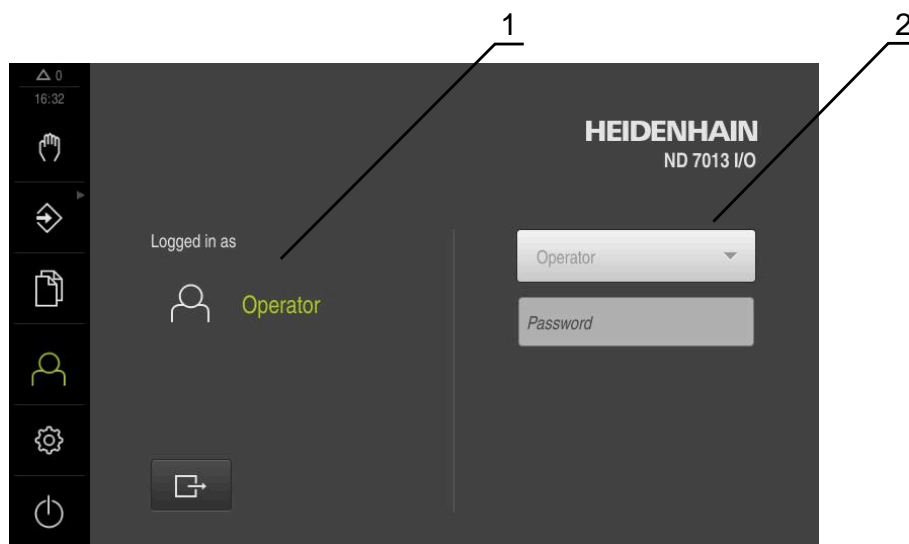 1
2
△ 0
16:32
HEIDENHAIN
ND 7013 I/O
Logged in as
Operator
Operator
Password